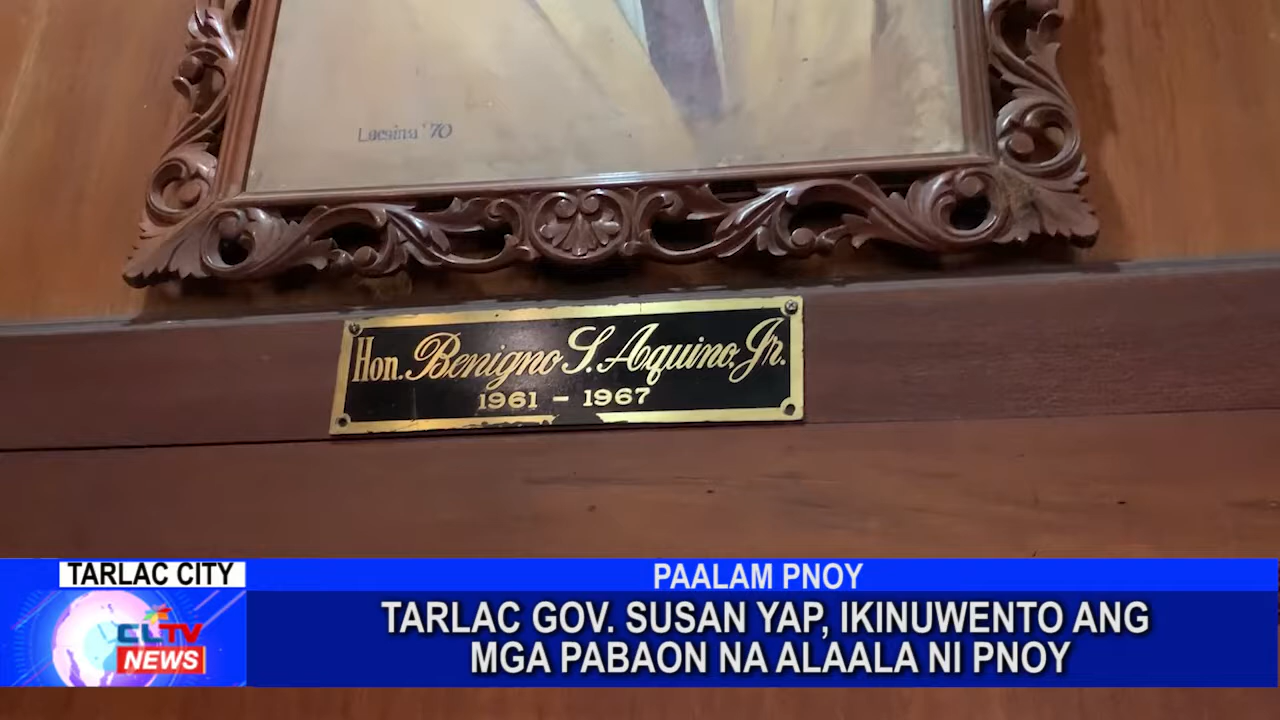 Lacsina '70
Hon. Benigno S. Aquino, Jr.
1961 - 1967
TARLAC CITY
PAALAM PNOY
CLTV
NEWS
TARLAC GOV. SUSAN YAP, IKINUWENTO ANG
MGA PABAON NA ALAALA NI PNOY